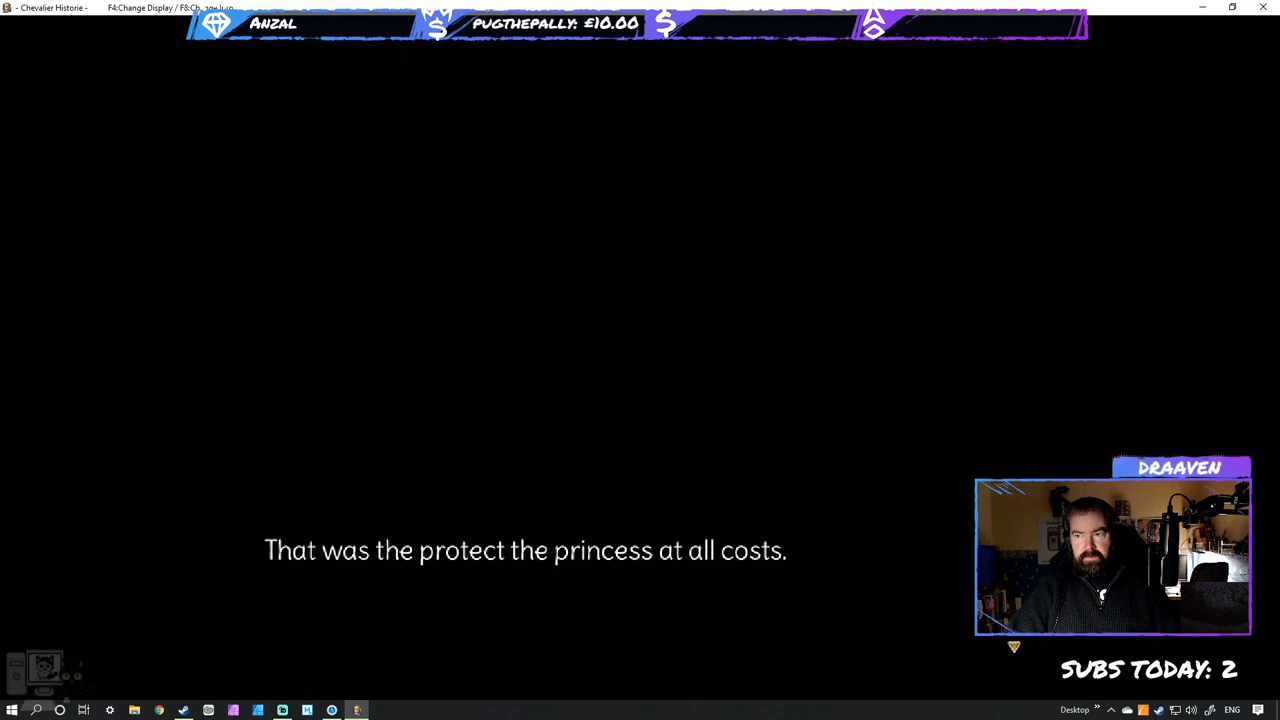 - Chevalier Historie - F4:Change Display / F8:Ch
ANZAL
PUGTHEPALLY: £10.00
That was the protect the princess at all costs.
DRAAVEN
SUBS TODAY: 2
Desktop
ENG